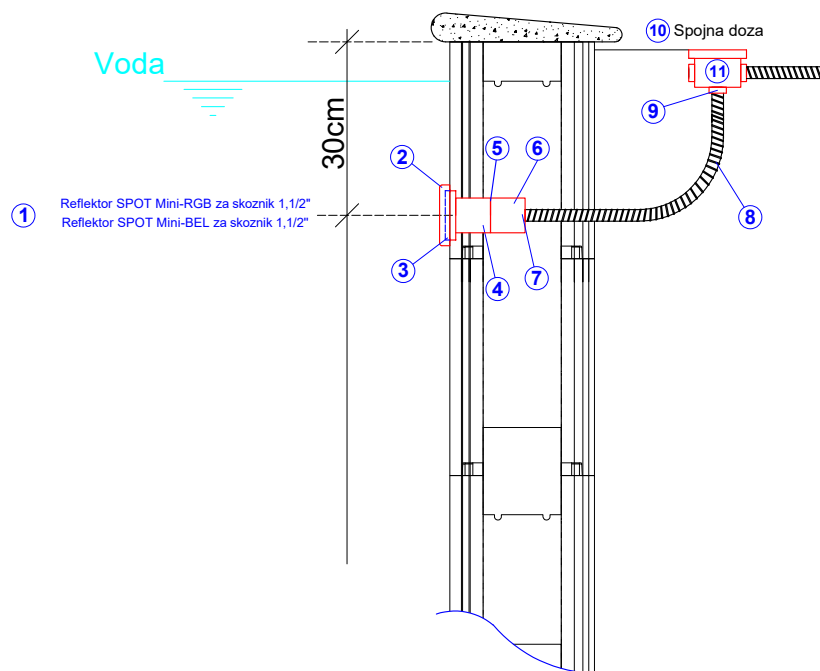 10 Spojna doza
Voda
11
9
30cm
2
5
6
1
Reflektor SPOT Mini-RGB za skoznik 1,1/2"
Reflektor SPOT Mini-BEL za skoznik 1,1/2"
8
3
4
7